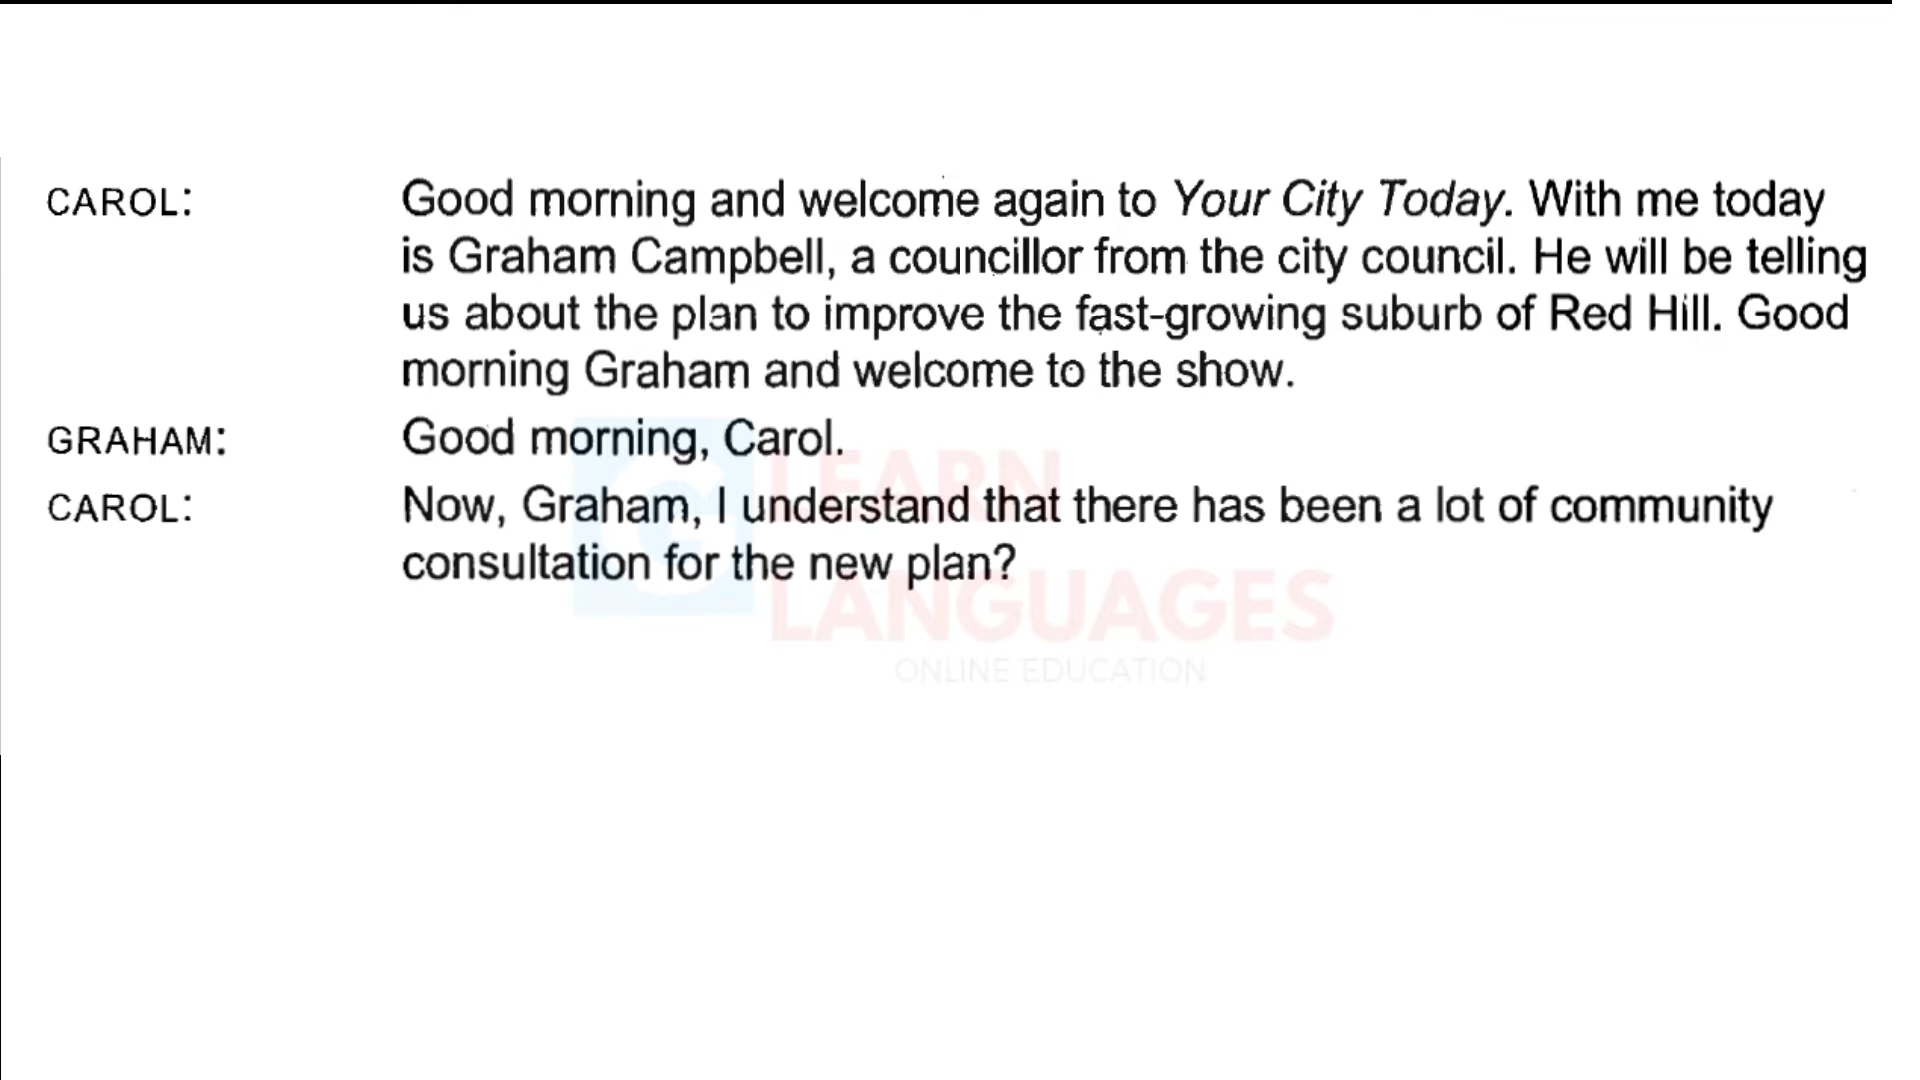 CAROL: Good morning and welcome again to Your City Today. With me today
is Graham Campbell, a councillor from the city council. He will be telling
us about the plan to improve the fast-growing suburb of Red Hill. Good
morning Graham and welcome to the show.
GRAHAM: Good morning, Carol.
CAROL: Now, Graham, I understand that there has been a lot of community
consultation for the new plan?
LEARN
LANGUAGES
ONLINE EDUCATION